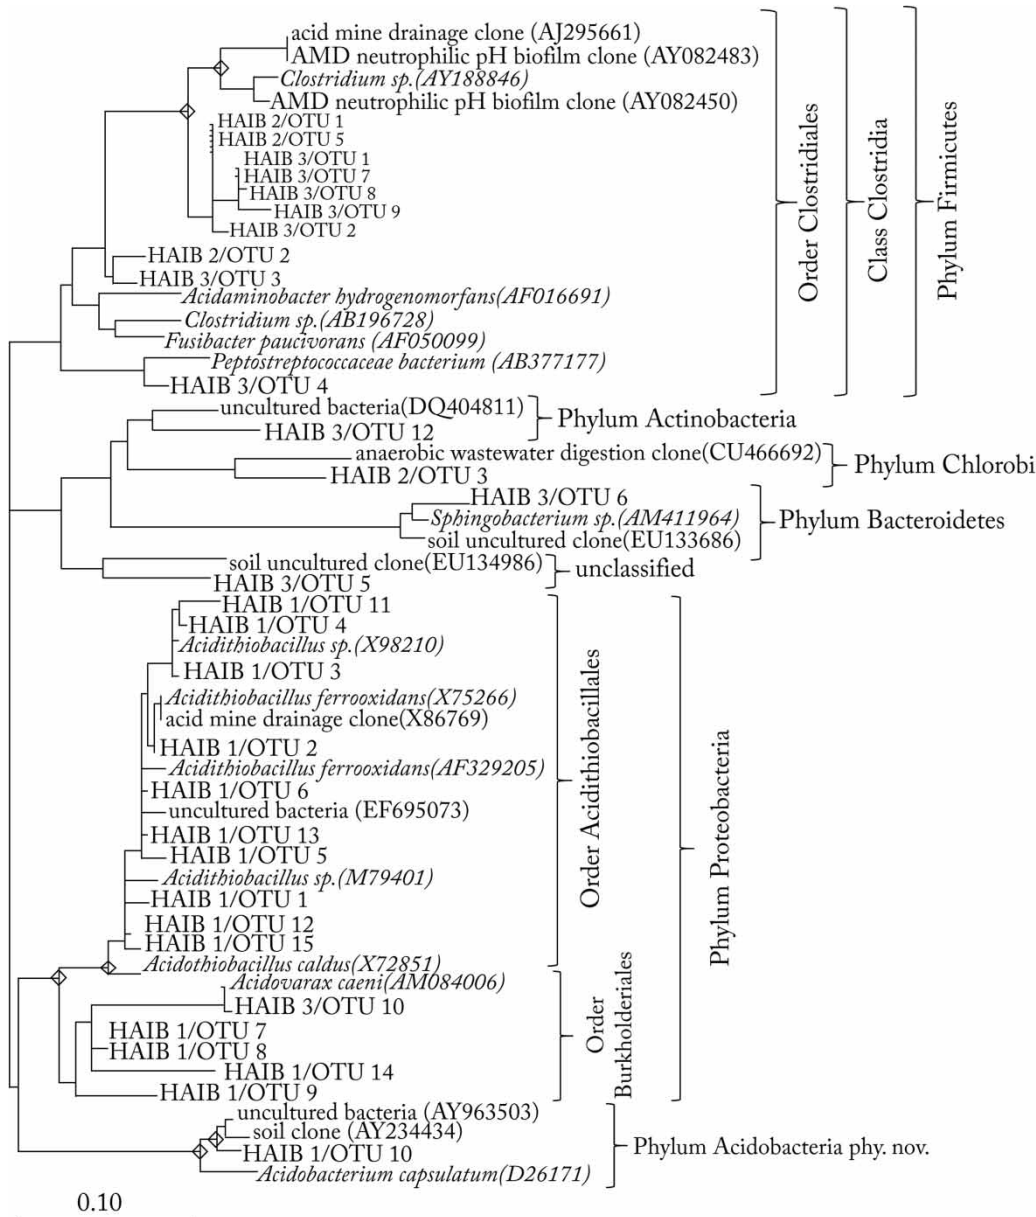 acid mine drainage clone (AJ295661)
AMD neutrophilic pH biofilm clone (AY082483)
Clostridium sp.(AY188846)
AMD neutrophilic pH biofilm clone (AY082450)
HAIB 2/OTU 1
HAIB 2/OTU 5
HAIB 3/OTU 1
HAIB 3/OTU 7
HAIB 3/OTU 8
HAIB 3/OTU 9
HAIB 3/OTU 2
HAIB 2/OTU 2
HAIB 3/OTU 3
Acidaminobacter hydrogenomorfans(AF016691)
Clostridium sp.(AB196728)
Fusibacter paucivorans (AF050099)
Peptostreptococcaceae bacterium (AB377177)
HAIB 3/OTU 4
Order Clostridiales
Class Clostridia
Phylum Firmicutes
uncultured bacteria(DQ404811)
HAIB 3/OTU 12
Phylum Actinobacteria
anaerobic wastewater digestion clone(CU466692)
HAIB 2/OTU 3
Phylum Chlorobi
HAIB 3/OTU 6
Sphingobacterium sp.(AM411964)
soil uncultured clone(EU133686)
Phylum Bacteroidetes
soil uncultured clone(EU134986)
HAIB 3/OTU 5
unclassified
HAIB 1/OTU 11
HAIB 1/OTU 4
Acidithiobacillus sp.(X98210)
HAIB 1/OTU 3
Acidithiobacillus ferrooxidans(X75266)
acid mine drainage clone(X86769)
HAIB 1/OTU 2
Acidithiobacillus ferrooxidans(AF329205)
HAIB 1/OTU 6
uncultured bacteria (EF695073)
HAIB 1/OTU 13
HAIB 1/OTU 5
Acidithiobacillus sp.(M79401)
HAIB 1/OTU 1
HAIB 1/OTU 12
HAIB 1/OTU 15
Acidothiobacillus caldus(X72851)
Order Acidithiobacillales
Acidovarax caeni(AM084006)
HAIB 3/OTU 10
HAIB 1/OTU 7
HAIB 1/OTU 8
HAIB 1/OTU 14
HAIB 1/OTU 9
Order
Burkholderiales
Phylum Proteobacteria
uncultured bacteria (AY963503)
soil clone (AY234434)
HAIB 1/OTU 10
Acidobacterium capsulatum(D26171)
Phylum Acidobacteria phy. nov.
0.10